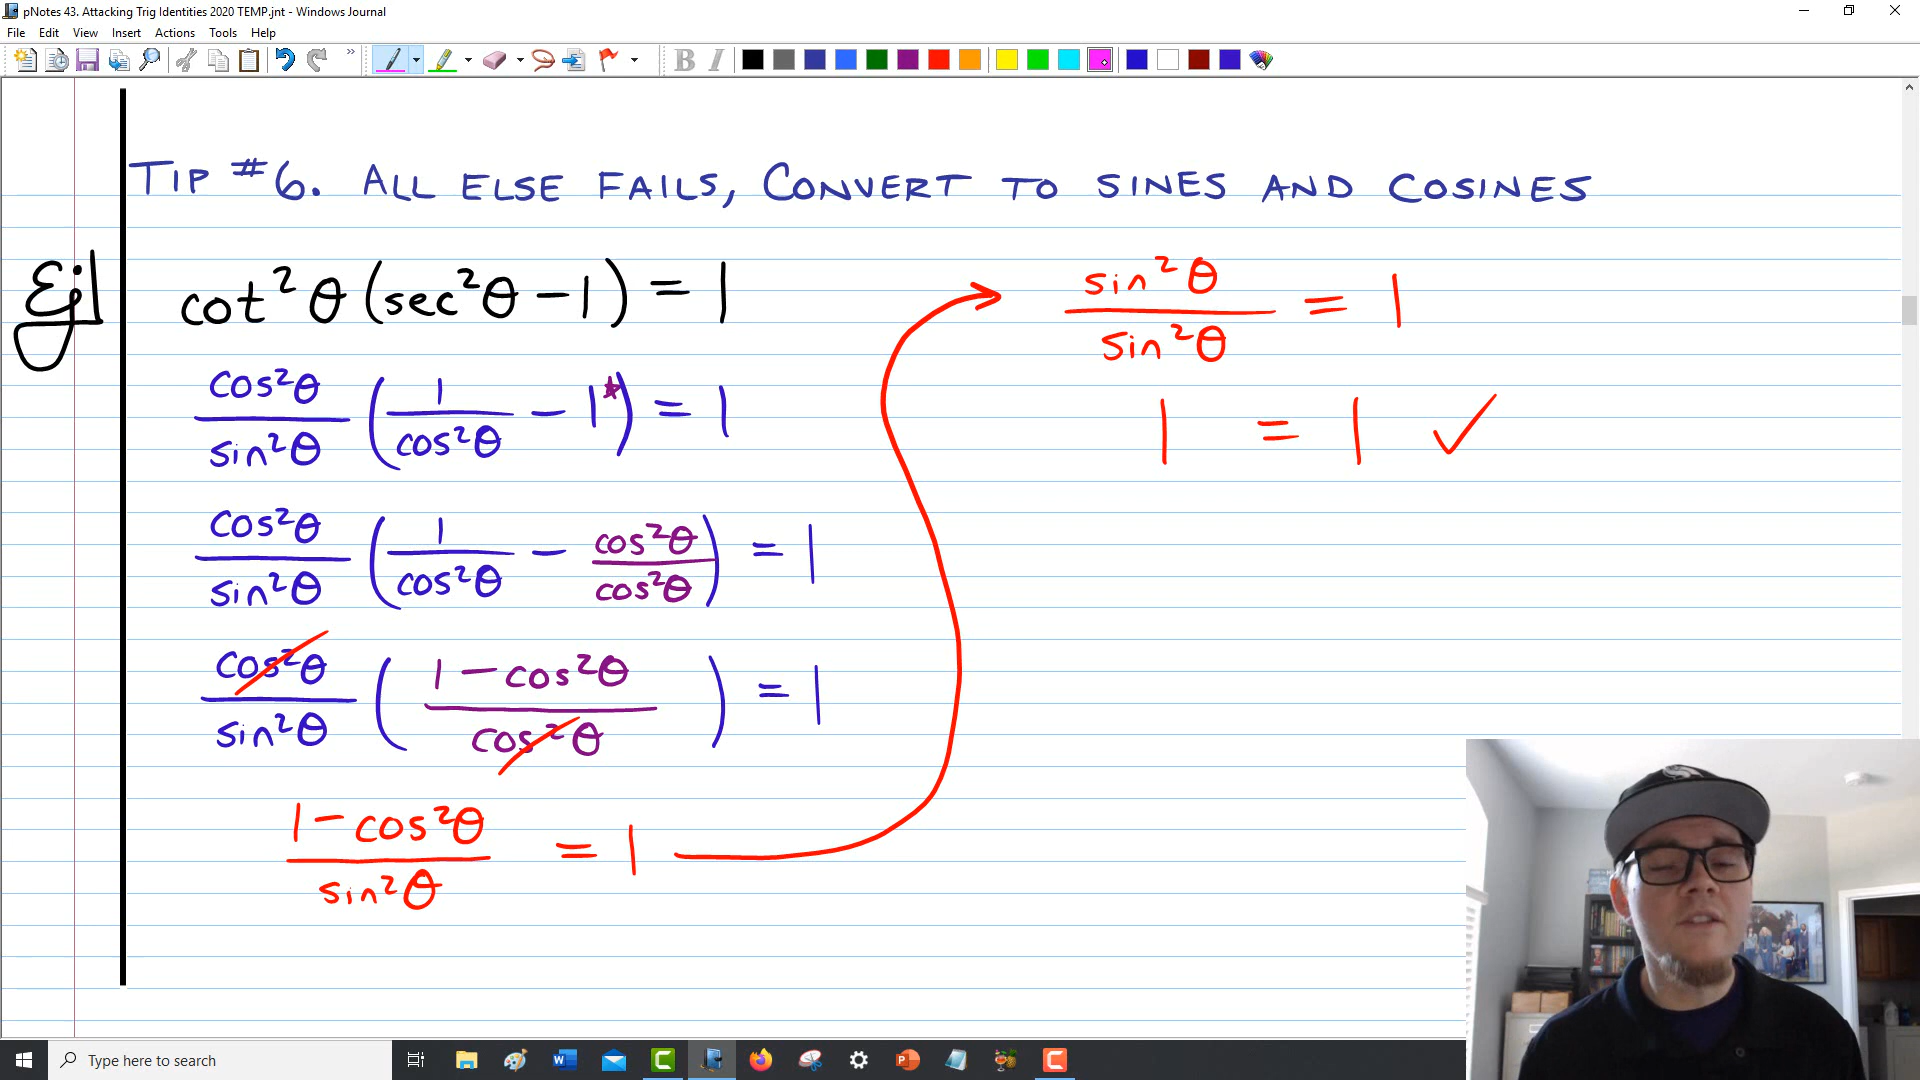 pNotes 43. Attacking Trig Identities 2020 TEMP.jnt - Windows Journal
File Edit View Insert Actions Tools Help
TIP #6. ALL ELSE FAILS, CONVERT TO SINES AND COSINES
Ej1 cot²θ(sec²θ − 1) = 1
cos²θ/sin²θ (1/cos²θ − 1*) = 1
cos²θ/sin²θ (1/cos²θ − cos²θ/cos²θ) = 1
cos²θ/sin²θ (1 − cos²θ/cos²θ) = 1
1 − cos²θ/sin²θ = 1
sin²θ/sin²θ = 1
1 = 1 ✓
Type here to search